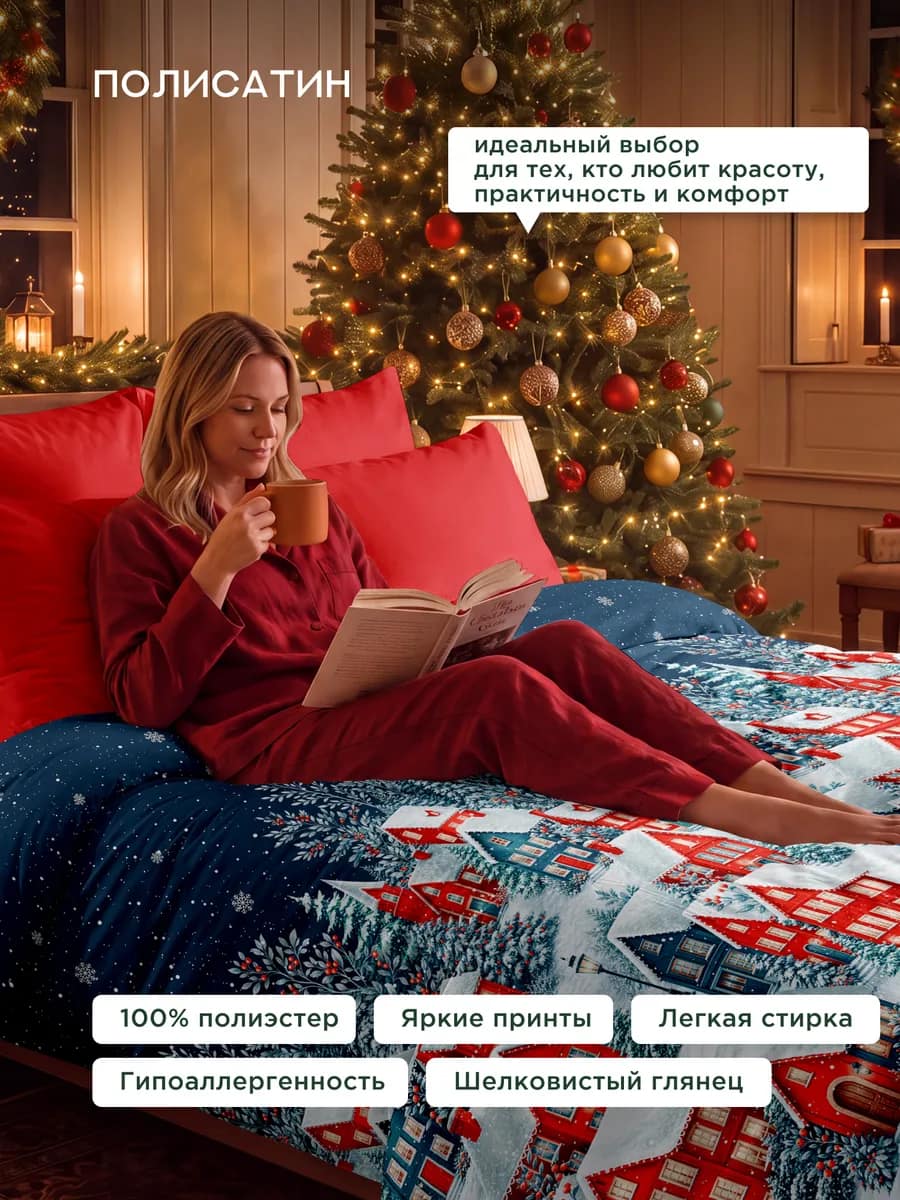 ПОЛИСАТИН
идеальный выбор
для тех, кто любит красоту,
практичность и комфорт
100% полиэстер
Яркие принты
Легкая стирка
Гипоаллергенность
Шелковистый глянец